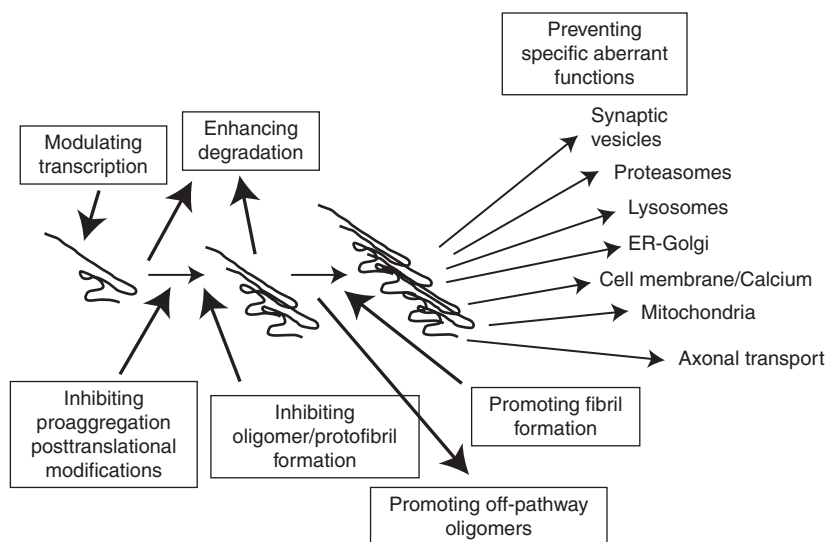 Preventing
specific aberrant
functions
Modulating
transcription
Enhancing
degradation
Synaptic
vesicles
Proteasomes
Lysosomes
ER-Golgi
Cell membrane/Calcium
Mitochondria
Axonal transport
Inhibiting
proaggregation
posttranslational
modifications
Inhibiting
oligomer/protofibril
formation
Promoting fibril
formation
Promoting off-pathway
oligomers